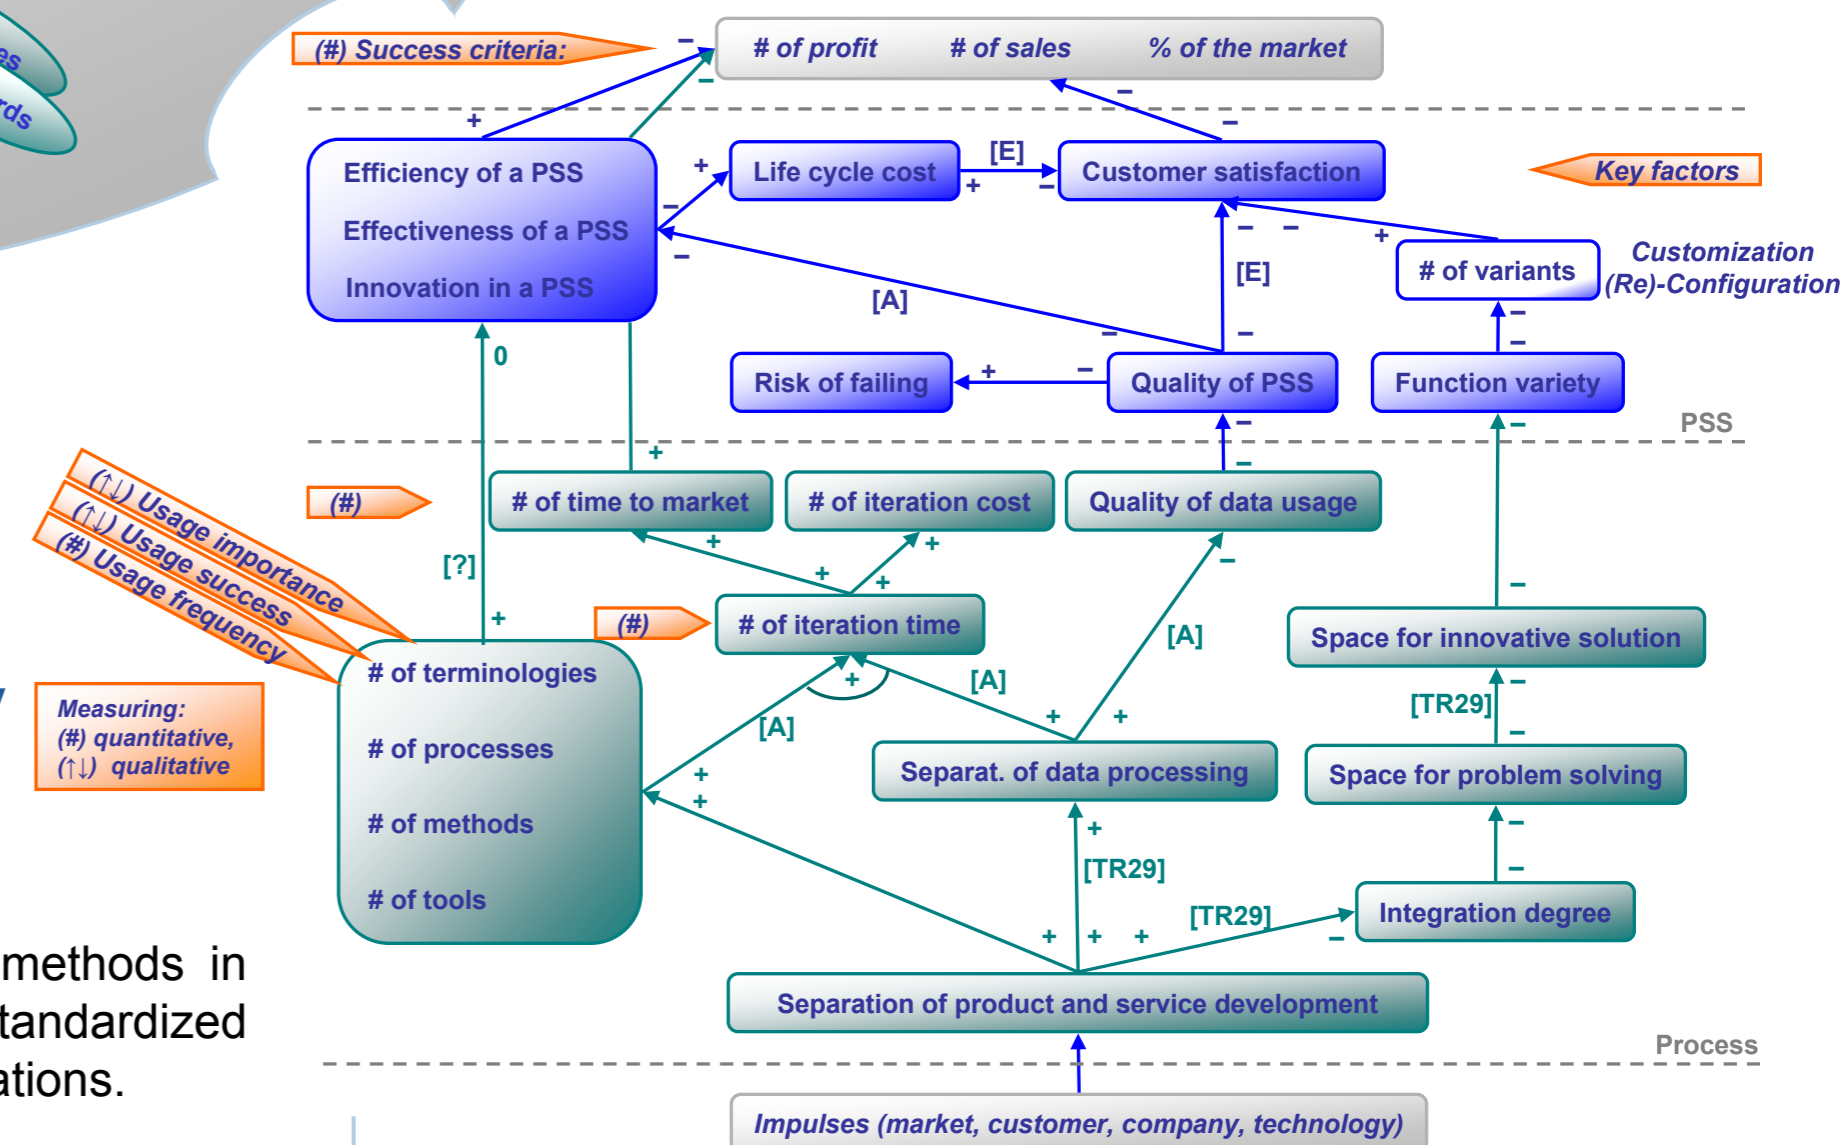 es
rds
(#) Success criteria:
# of profit # of sales % of the market
− − − − +
Efficiency of a PSS
Effectiveness of a PSS
Innovation in a PSS
+ −
Life cycle cost
[E]
+ −
Customer satisfaction
Key factors
− − − +
# of variants
Customization
(Re)-Configuration
[E]
[A]
− − − −
0
Risk of failing
+ −
Quality of PSS
Function variety
PSS
− −
+ −
(↑↓) Usage importance
(↑↓) Usage success
(#) Usage frequency
(#)
# of time to market
# of iteration cost
Quality of data usage
+ + −
[?]
+ + −
+
(#)
# of iteration time
[A]
Space for innovative solution
# of terminologies
+
[A]
−
[TR29]
y
Measuring:
(#) quantitative,
(↑↓) qualitative
[A]
+ + −
# of processes
+
+
Separat. of data processing
Space for problem solving
# of methods
+ −
[TR29]
−
# of tools
[TR29]
Integration degree
+ + + −
methods in
tandardized
ations.
Separation of product and service development
Process
Impulses (market, customer, company, technology)